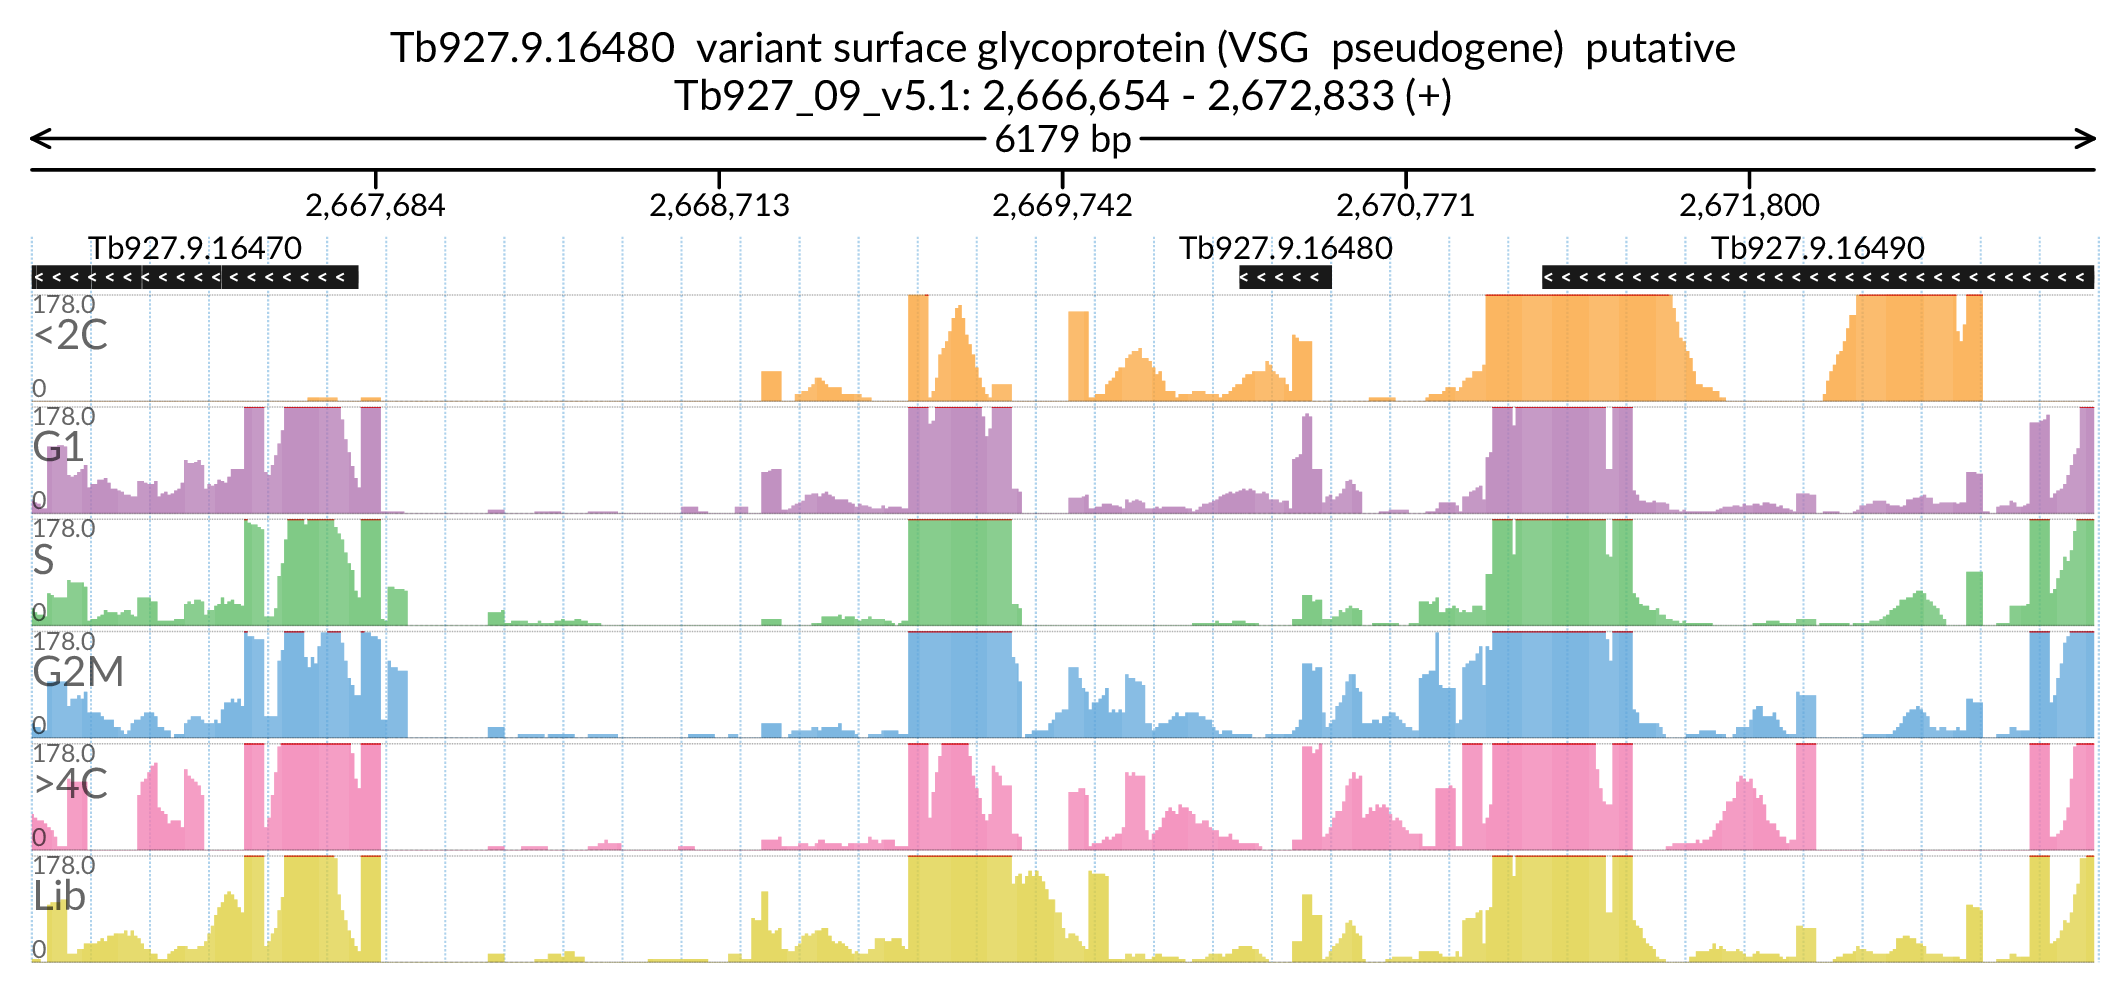 Tb927.9.16480  variant surface glycoprotein (VSG  pseudogene)  putative
Tb927_09_v5.1: 2,666,654 - 2,672,833 (+)
6179 bp
2,667,684 2,668,713 2,669,742 2,670,771 2,671,800
Tb927.9.16470 Tb927.9.16480 Tb927.9.16490
178.0
<2C
0
178.0
G1
0
178.0
S
0
178.0
G2M
0
178.0
>4C
0
178.0
Lib
0